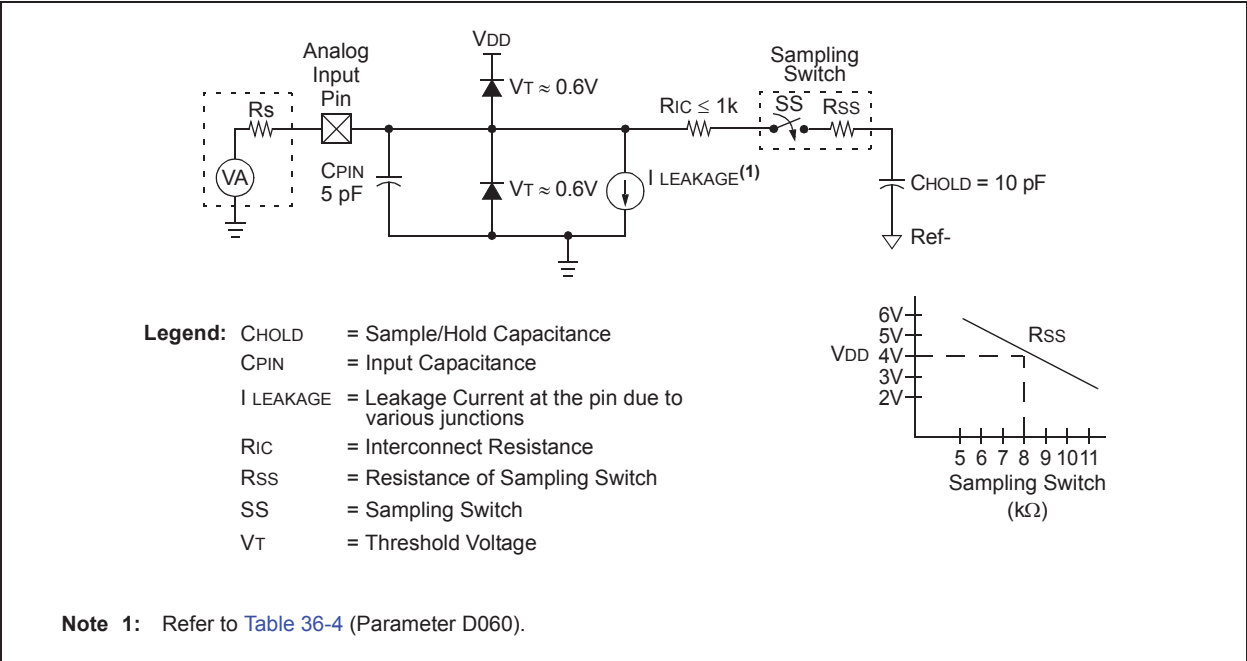 VDD
Analog
Input
Pin
Sampling
Switch
VT ≈ 0.6V
Rs
RIC ≤ 1k
SS
RSS
VA
CPIN
5 pF
VT ≈ 0.6V
I LEAKAGE(1)
CHOLD = 10 pF
Ref-
Legend: CHOLD = Sample/Hold Capacitance
CPIN = Input Capacitance
I LEAKAGE = Leakage Current at the pin due to
various junctions
RIC = Interconnect Resistance
RSS = Resistance of Sampling Switch
SS = Sampling Switch
VT = Threshold Voltage
6V
5V
VDD 4V
3V
2V
RSS
5 6 7 8 9 10 11
Sampling Switch
(kΩ)
Note 1: Refer to Table 36-4 (Parameter D060).